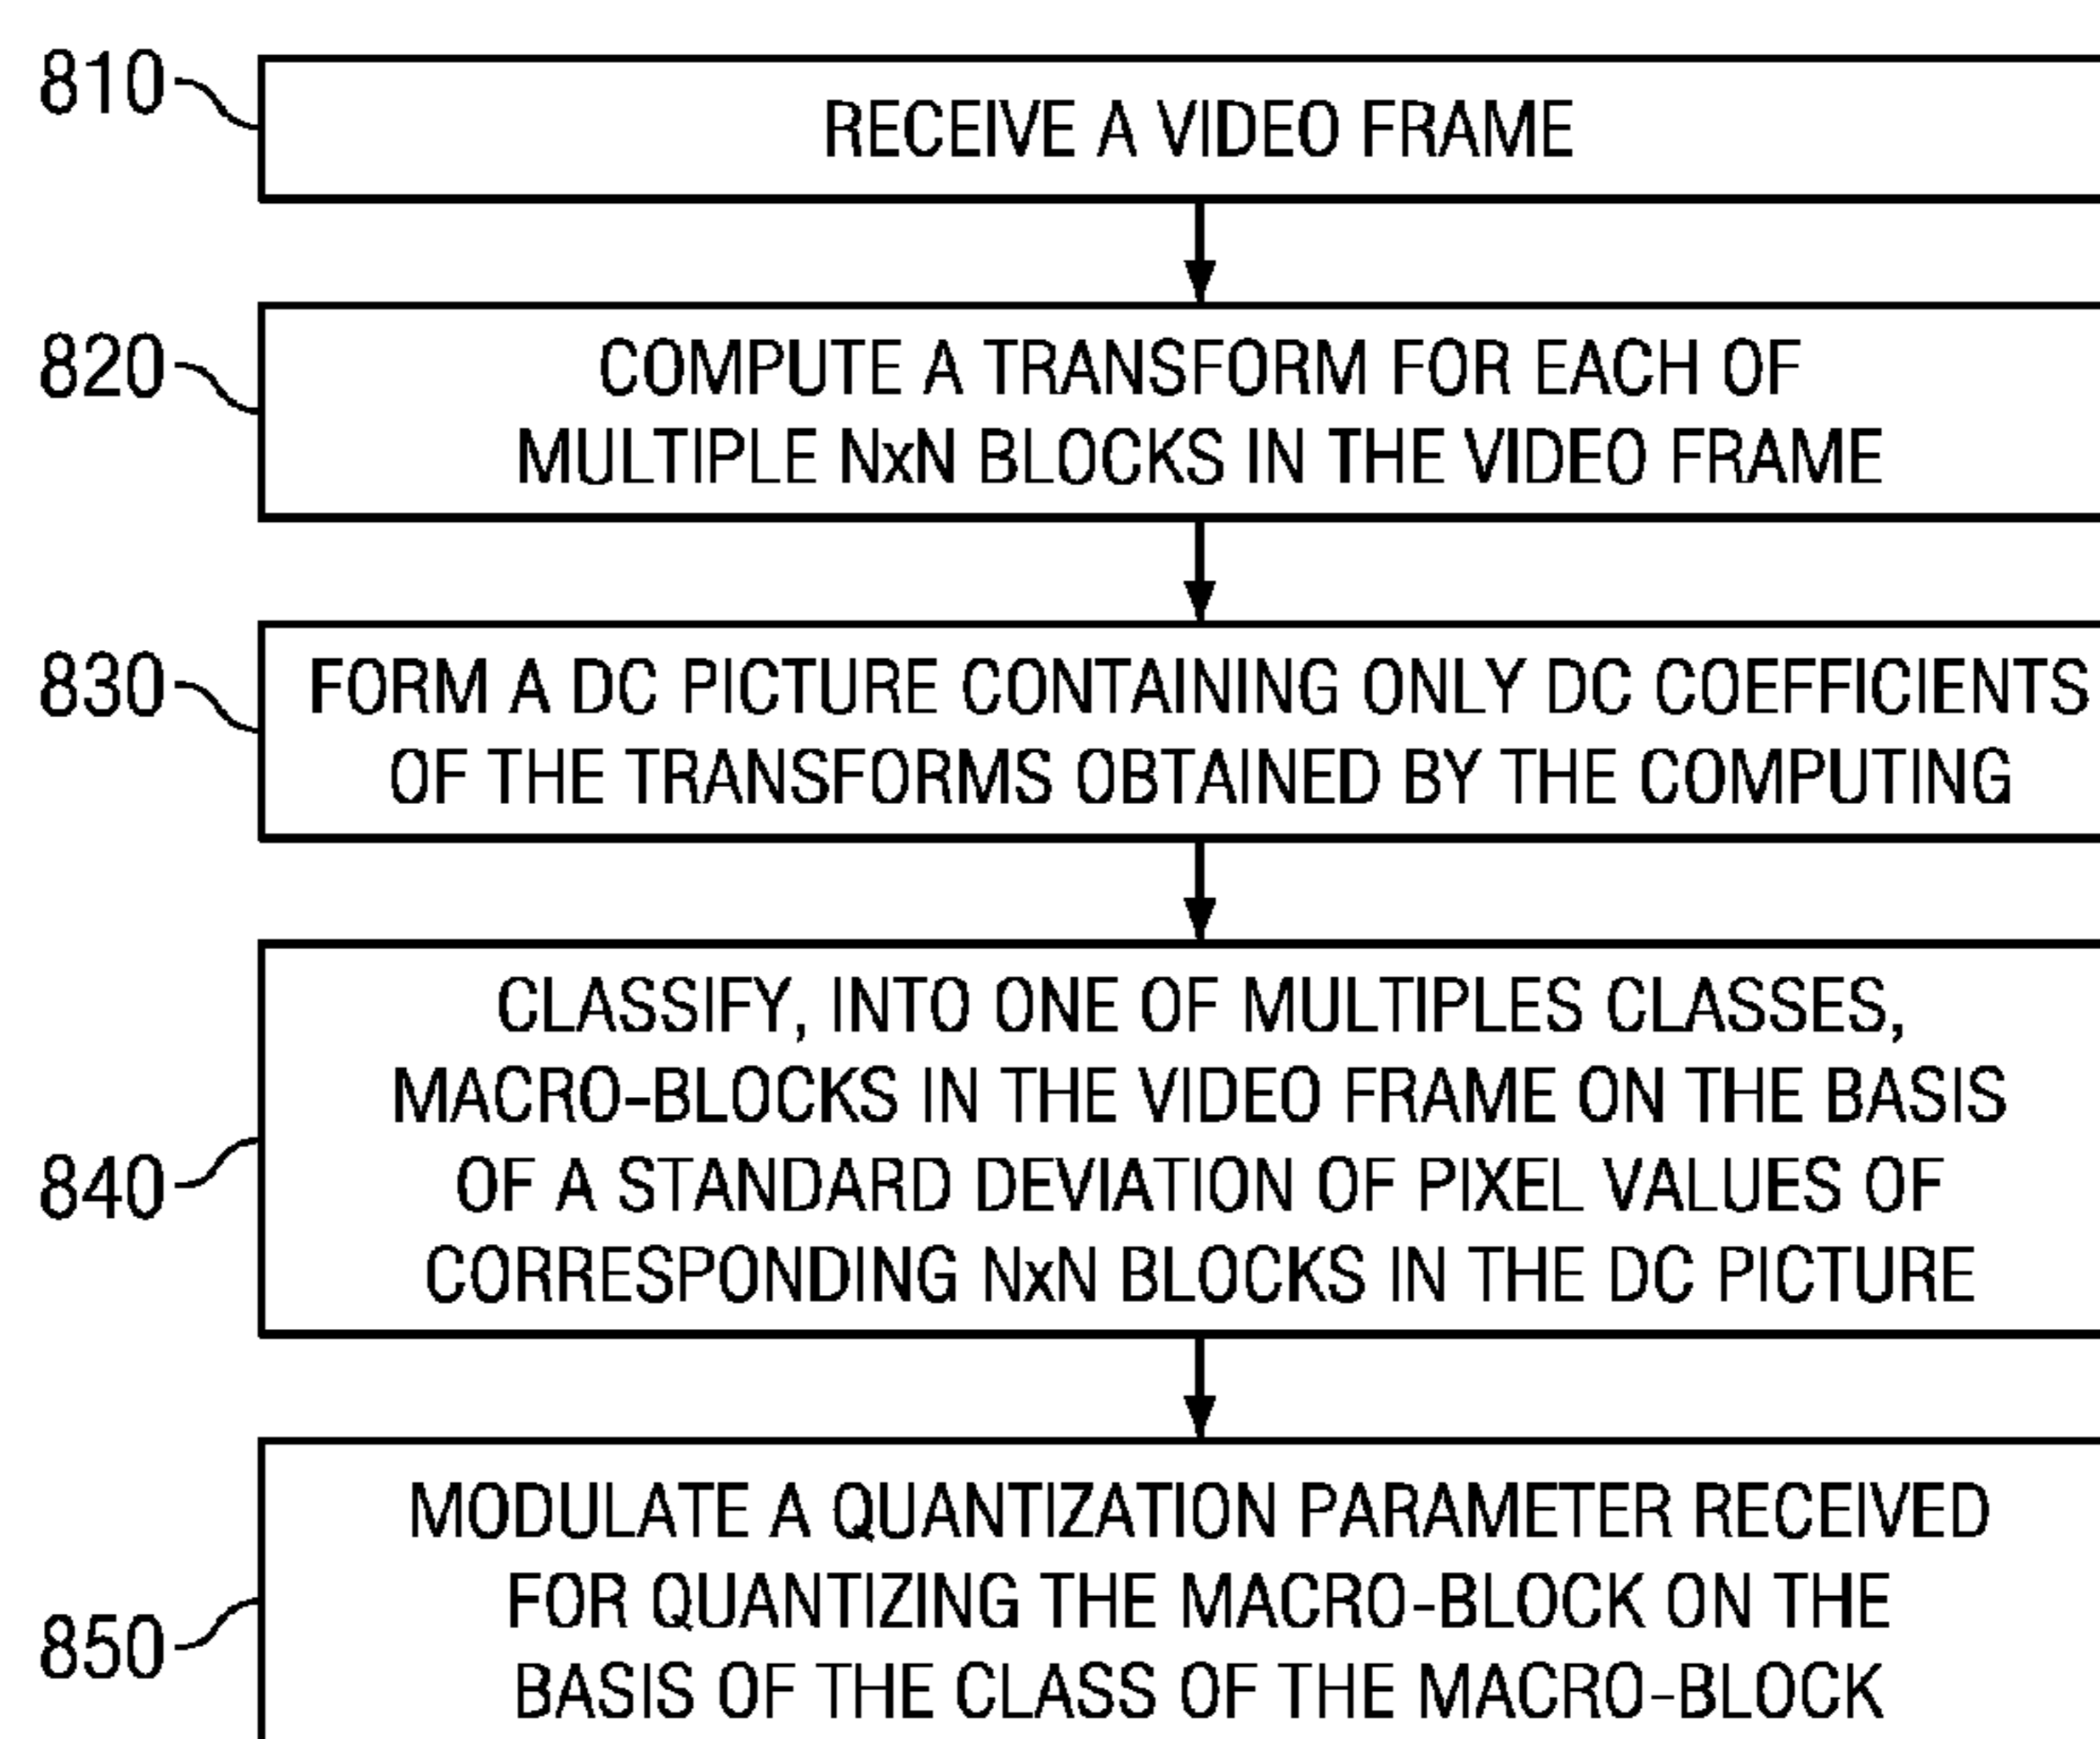 810
RECEIVE A VIDEO FRAME
820
COMPUTE A TRANSFORM FOR EACH OF
MULTIPLE NxN BLOCKS IN THE VIDEO FRAME
830
FORM A DC PICTURE CONTAINING ONLY DC COEFFICIENTS
OF THE TRANSFORMS OBTAINED BY THE COMPUTING
840
CLASSIFY, INTO ONE OF MULTIPLES CLASSES,
MACRO-BLOCKS IN THE VIDEO FRAME ON THE BASIS
OF A STANDARD DEVIATION OF PIXEL VALUES OF
CORRESPONDING NxN BLOCKS IN THE DC PICTURE
850
MODULATE A QUANTIZATION PARAMETER RECEIVED
FOR QUANTIZING THE MACRO-BLOCK ON THE
BASIS OF THE CLASS OF THE MACRO-BLOCK